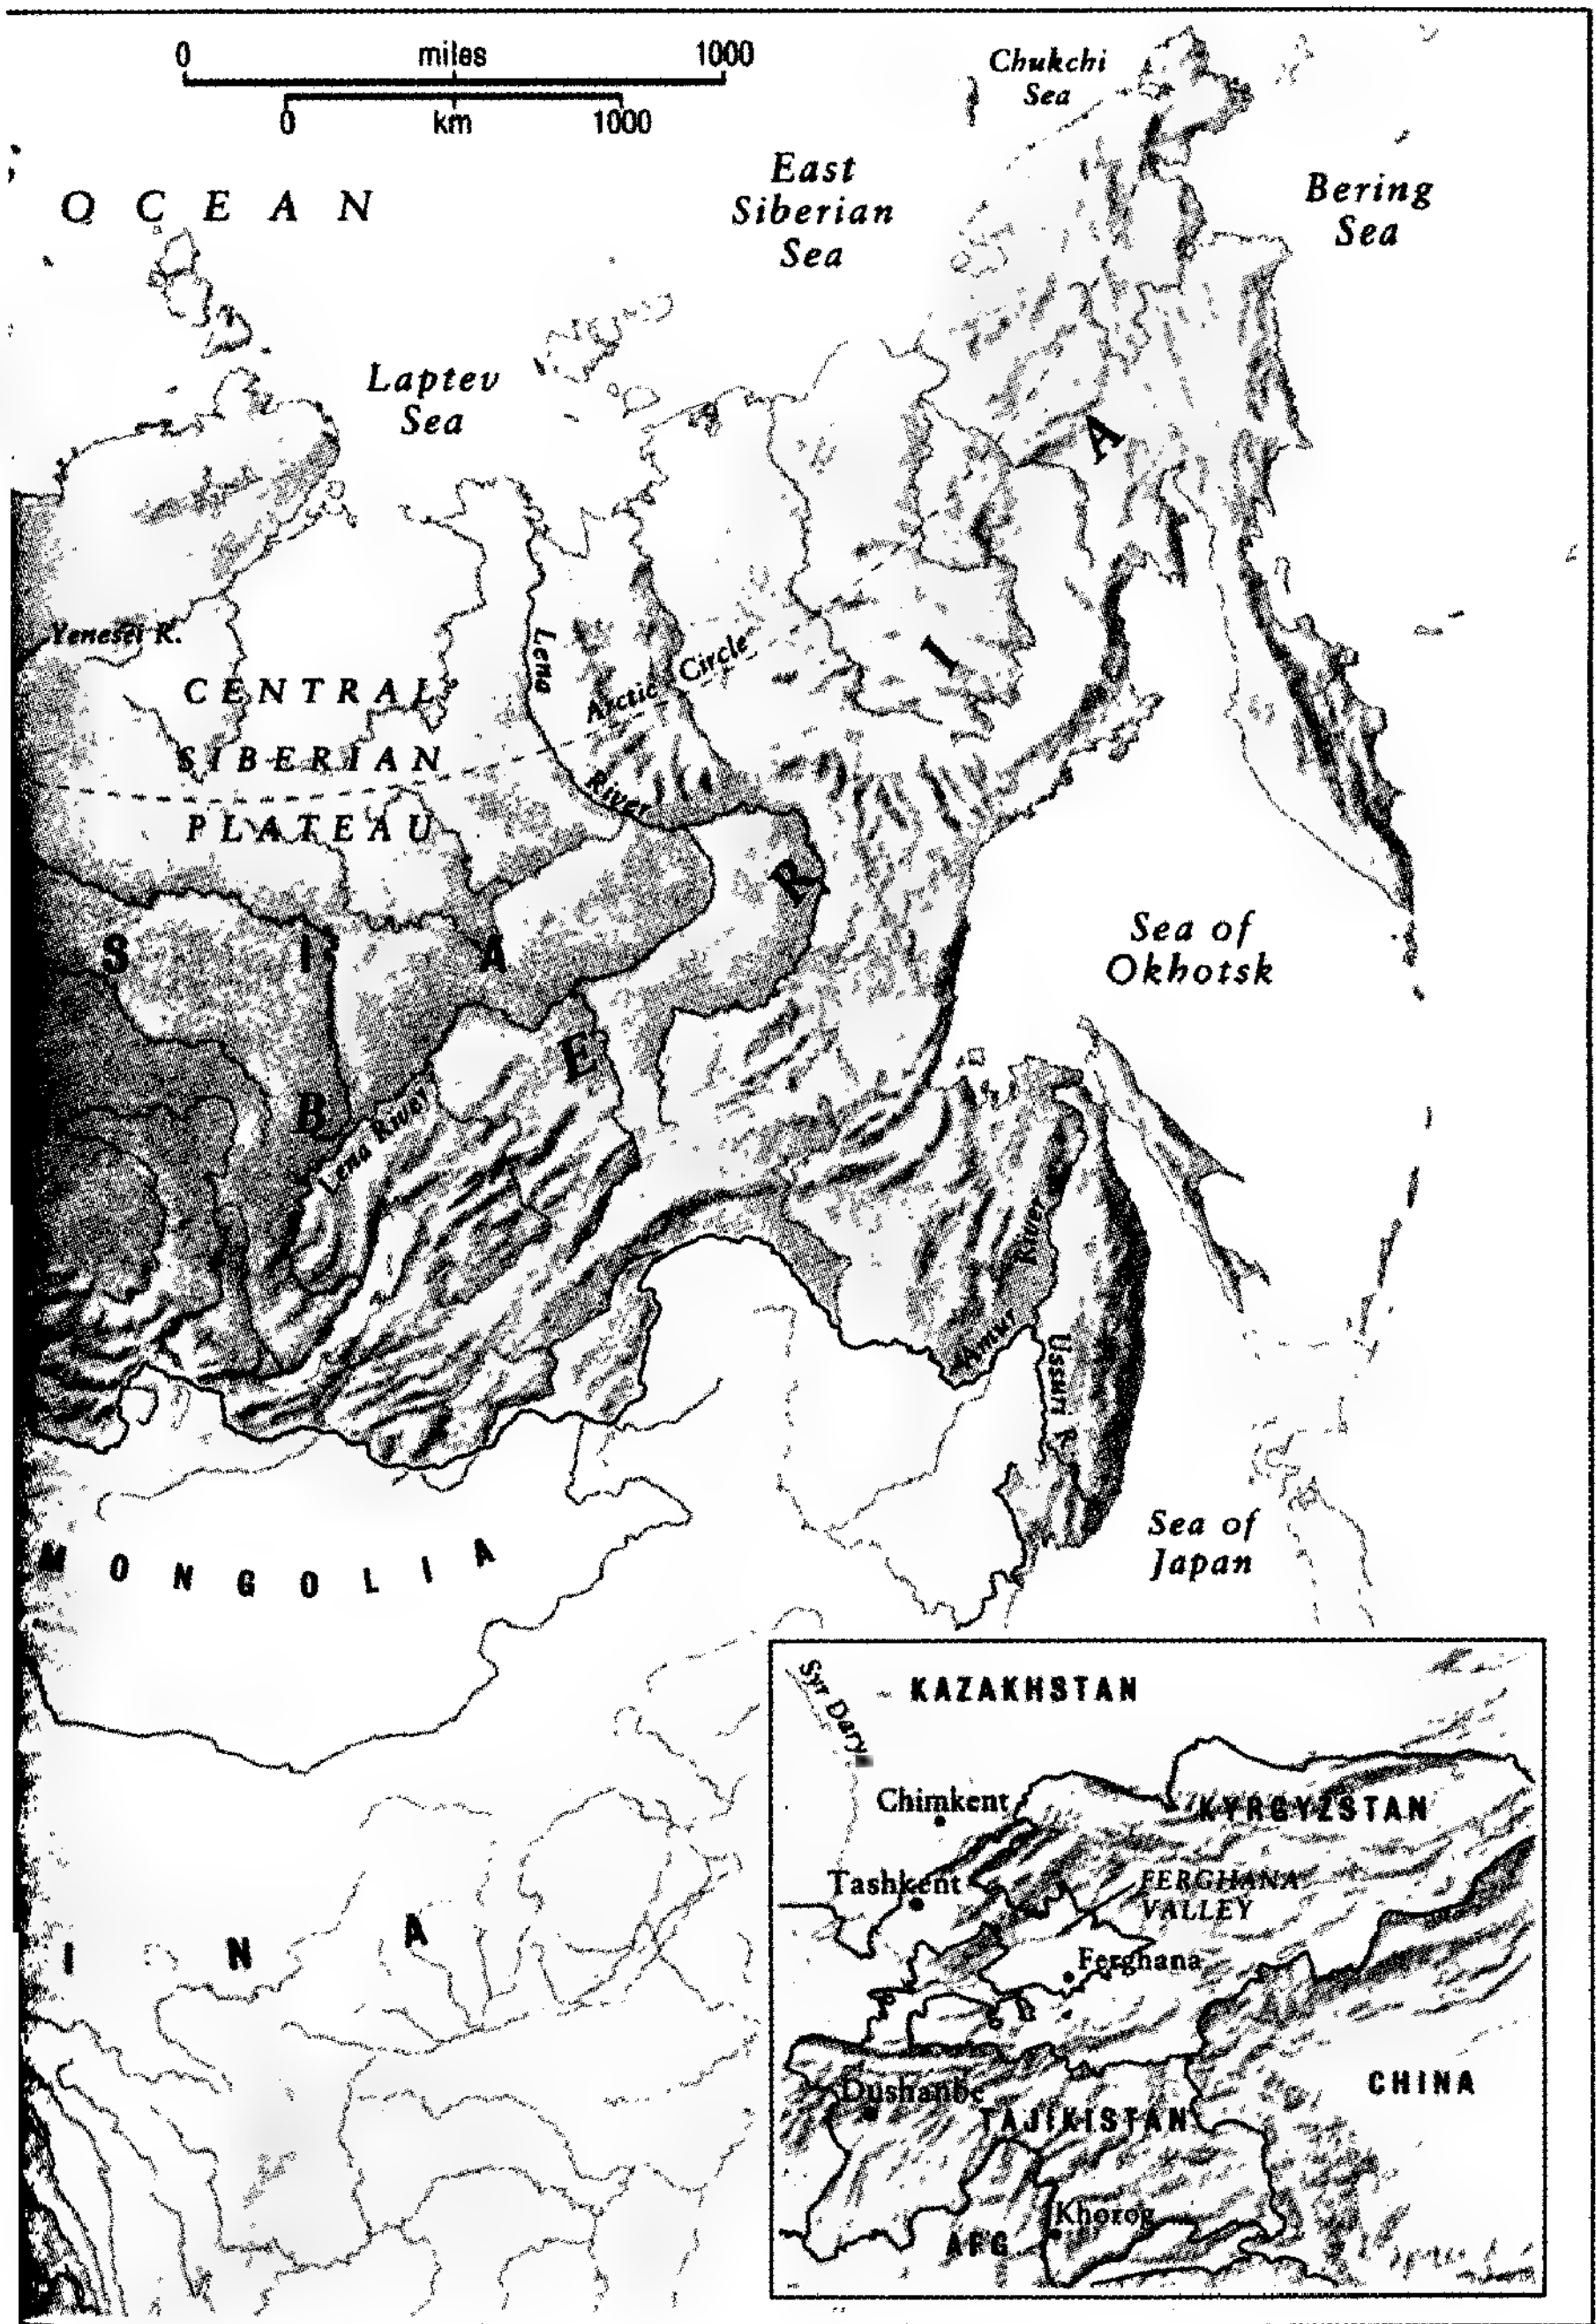 0 miles 1000
0 km 1000
Chukchi
Sea
OCEAN
East
Siberian
Sea
Bering
Sea
Laptev
Sea
Yenesei R.
Lena
River
Arctic Circle
CENTRAL
SIBERIAN
PLATEAU
SIBERIA
Sea of
Okhotsk
R
A
I
A
Lena River
Amur
River
Ussuri R.
MONGOLIA
Sea of
Japan
I N A
Syr Dary
KAZAKHSTAN
Chimkent
KYRGYZSTAN
Tashkent
FERGHANA
VALLEY
Ferghana
CHINA
Dushanbe
TAJIKISTAN
Khorog
AFG.